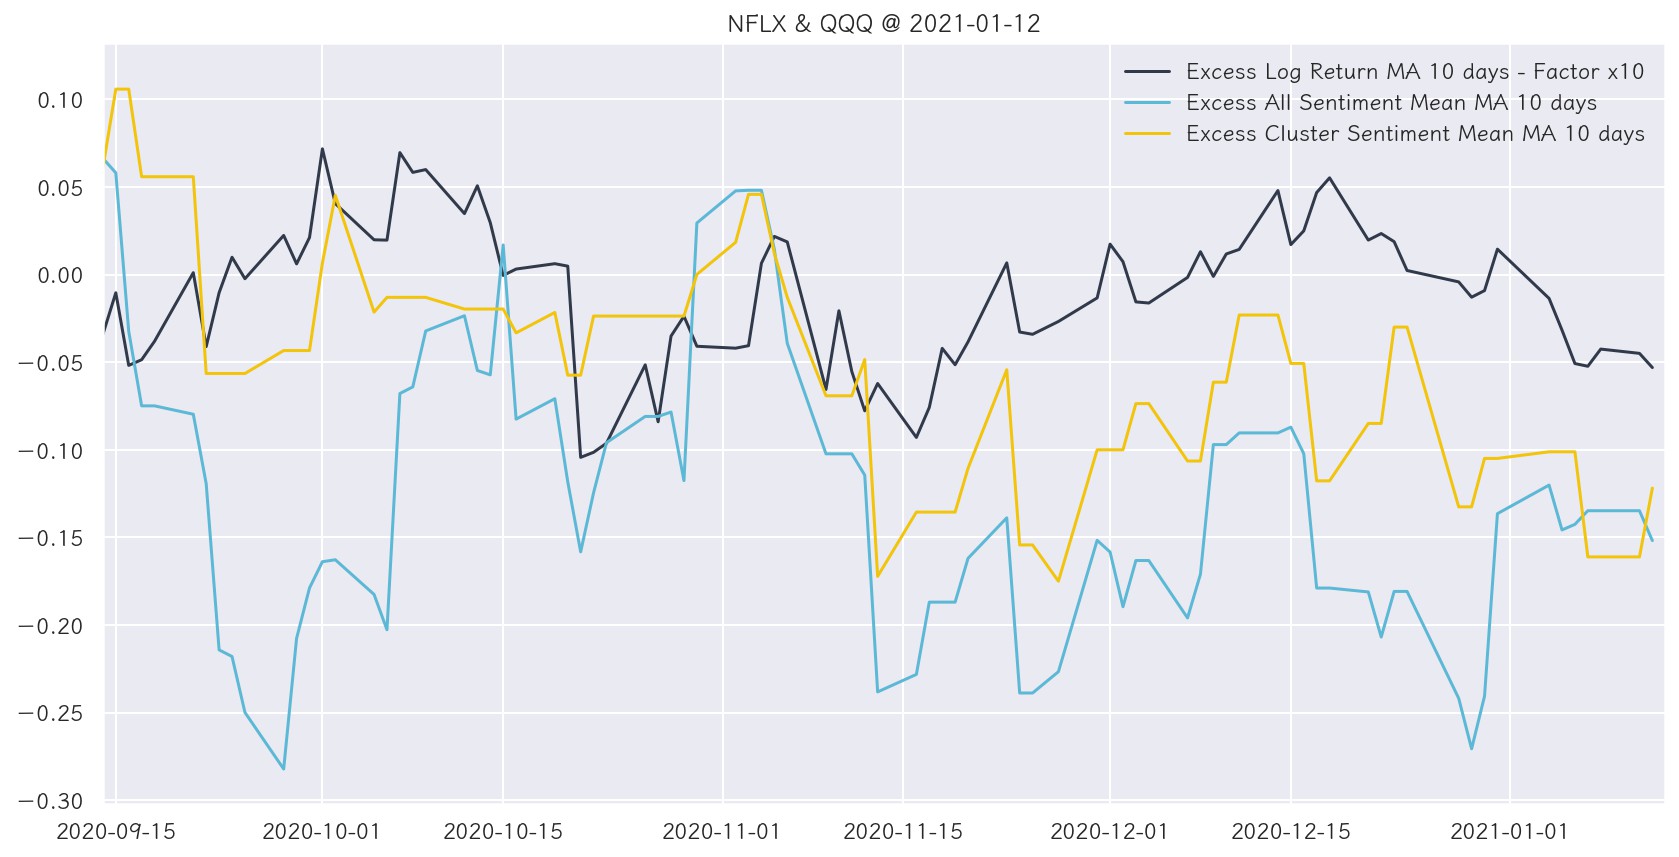 NFLX & QQQ @ 2021-01-12
Excess Log Return MA 10 days - Factor x10
Excess All Sentiment Mean MA 10 days
Excess Cluster Sentiment Mean MA 10 days
0.10
0.05
0.00
−0.05
−0.10
−0.15
−0.20
−0.25
−0.30
2020-09-15 2020-10-01 2020-10-15 2020-11-01 2020-11-15 2020-12-01 2020-12-15 2021-01-01